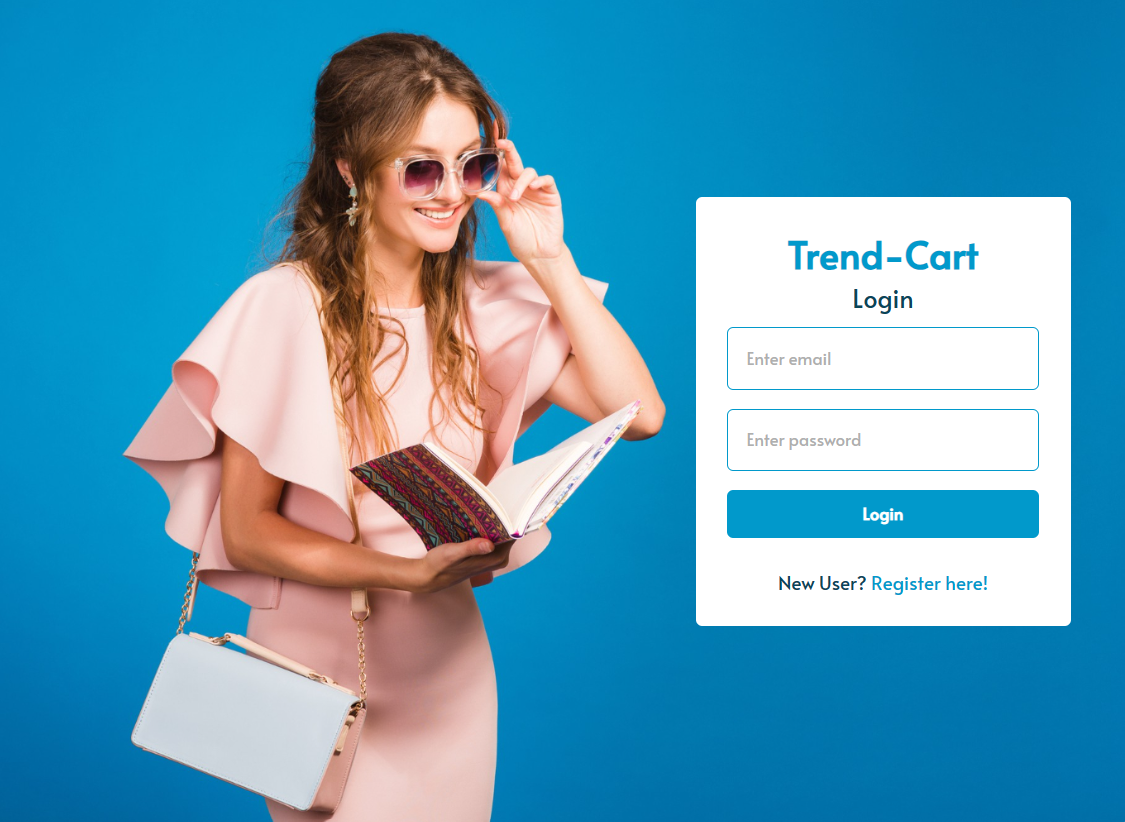 Trend-Cart
Login
Enter email
Enter password
Login
New User? Register here!